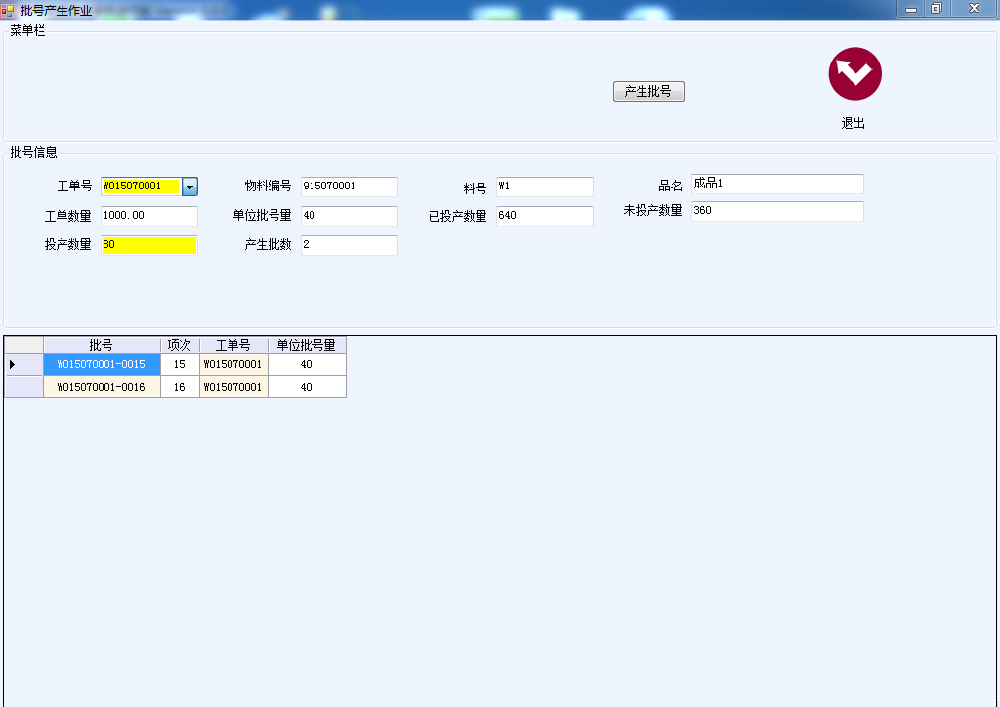 批号产生作业
菜单栏
产生批号
退出
批号信息
工单号 W015070001 物料编号 915070001 料号 W1 品名 成品1
工单数量 1000.00 单位批号量 40 已投产数量 640 未投产数量 360
投产数量 80 产生批数 2
批号 项次 工单号 单位批号量
W015070001-0015 15 W015070001 40
W015070001-0016 16 W015070001 40